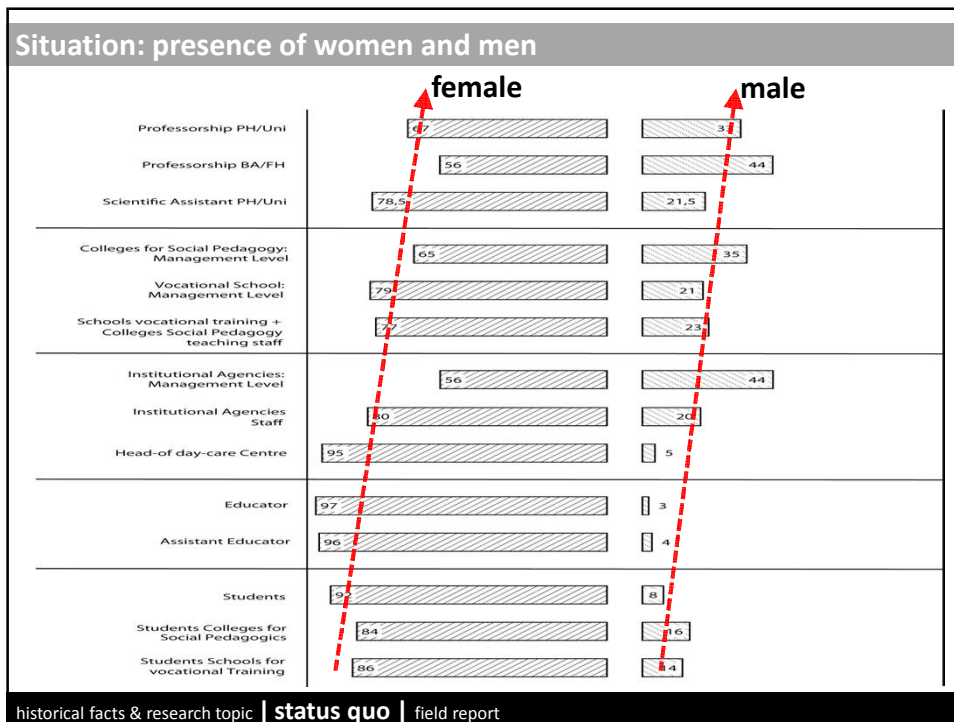 Situation: presence of women and men
female male
Professorship PH/Uni 67 33
Professorship BA/FH 56 44
Scientific Assistant PH/Uni 78,5 21,5
Colleges for Social Pedagogy:
Management Level 65 35
Vocational School:
Management Level 79 21
Schools vocational training +
Colleges Social Pedagogy
teaching staff 77 23
Institutional Agencies:
Management Level 56 44
Institutional Agencies
Staff 80 20
Head-of day-care Centre 95 5
Educator 97 3
Assistant Educator 96 4
Students 92 8
Students Colleges for
Social Pedagogics 84 16
Students Schools for
vocational Training 86 14
historical facts & research topic | status quo | field report